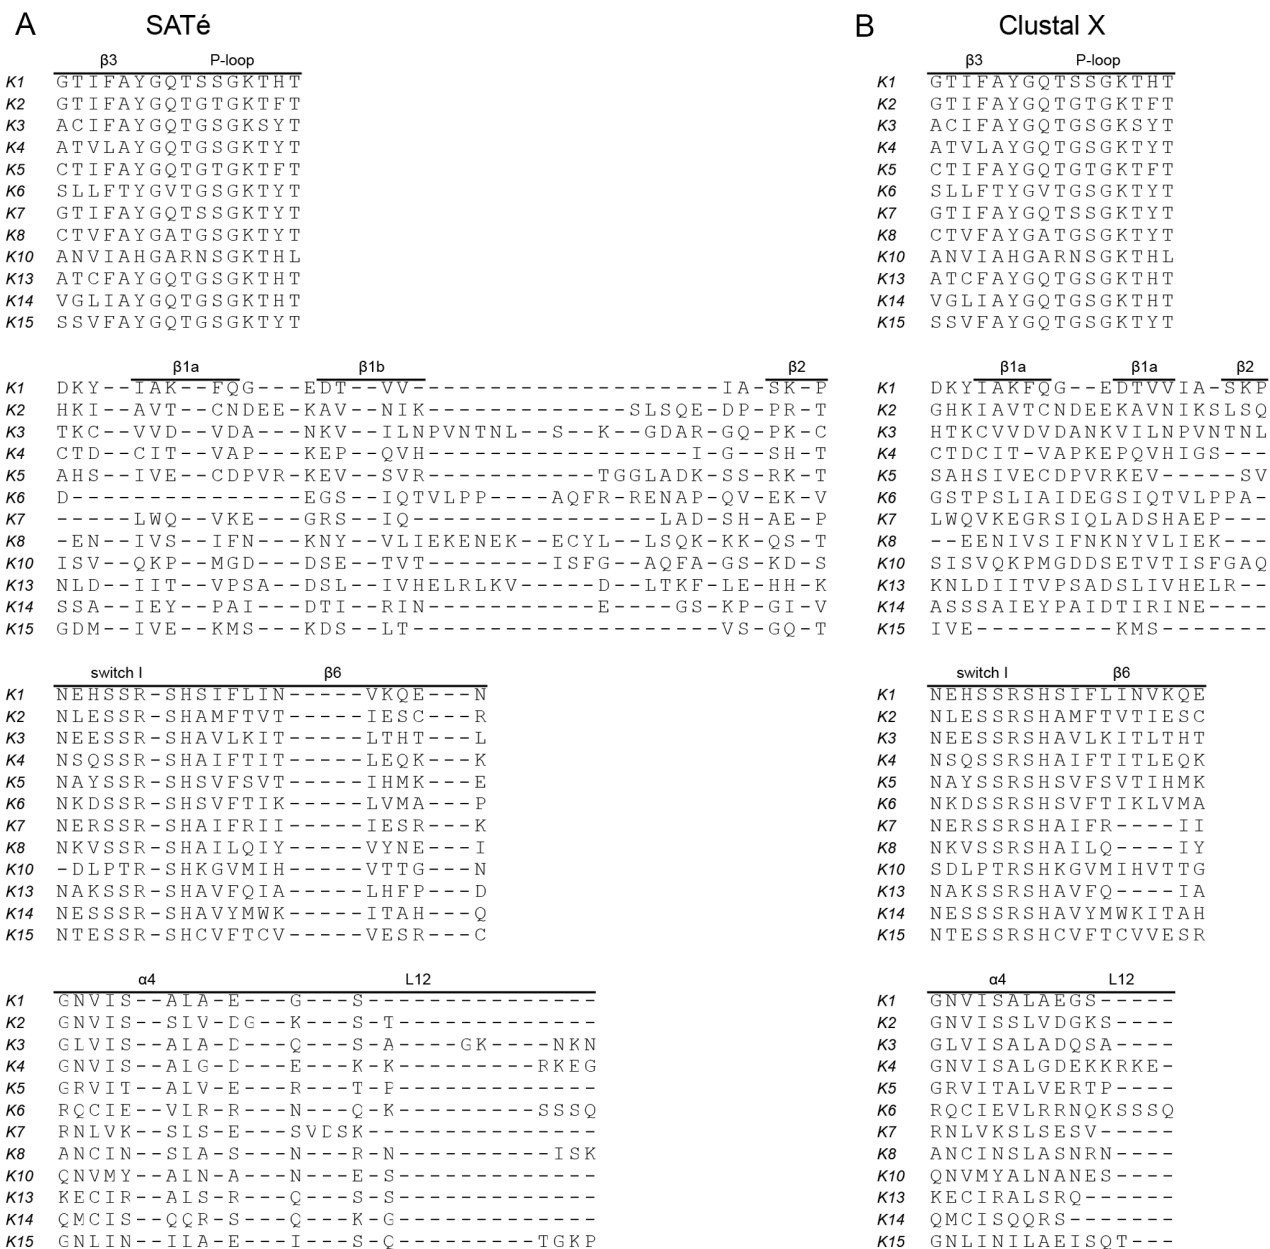 A SATé
β3 P-loop
K1 GTIFAYGQTSSGKTHT
K2 GTIFAYGQTGTGKTFT
K3 ACIFAYGQTGSGKSYT
K4 ATVLAYGQTGSGKTYT
K5 CTIFAYGQTGTGKTFT
K6 SLLFTYGVTGSGKTYT
K7 GTIFAYGQTSSGKTYT
K8 CTVFAYGATGSGKTYT
K10 ANVIAHGARNSGKTHL
K13 ATCFAYGQTGSGKTHT
K14 VGLIAYGQTGSGKTHT
K15 SSVFAYGQTGSGKTYT
β1a β1b β2
K1 DKY--IAK--FQG---EDT--VV--------------------IA-SK-P
K2 HKI--AVT--CNDEE-KAV--NIK-------------SLSQE-DP-PR-T
K3 TKC--VVD--VDA---NKV--ILNPVNTNL--S--K--GDAR-GQ-PK-C
K4 CTD--CIT--VAP---KEP--QVH-----------------I-G--SH-T
K5 AHS--IVE--CDPVR-KEV--SVR-----------TGGLADK-SS-RK-T
K6 D---------------EGS--IQTVLPP----AQFR-RENAP-QV-EK-V
K7 -----LWQ--VKE---GRS--IQ----------------LAD-SH-AE-P
K8 -EN--IVS--IFN---KNY--VLIEKENEK--ECYL--LSQK-KK-QS-T
K10 ISV--QKP--MGD---DSE--TVT--------ISFG--AQFA-GS-KD-S
K13 NLD--IIT--VPSA--DSL--IVHELRLKV-----D--LTKF-LE-HH-K
K14 SSA--IEY--PAI---DTI--RIN-----------E----GS-KP-GI-V
K15 GDM--IVE--KMS---KDS--LT--------------------VS-GQ-T
switch I β6
K1 NEHSSR-SHSIFLIN-----VKQE---N
K2 NLESSR-SHAMFTVT-----IESC---R
K3 NEESSR-SHAVLKIT-----LTHT---L
K4 NSQSSR-SHAIFTIT-----LEQK---K
K5 NAYSSR-SHSVFSVT-----IHMK---E
K6 NKDSSR-SHSVFTIK-----LVMA---P
K7 NERSSR-SHAIFRII-----IESR---K
K8 NKVSSR-SHAILQIY-----VYNE---I
K10 -DLPTR-SHKGVMIH-----VTTG---N
K13 NAKSSR-SHAVFQIA-----LHFP---D
K14 NESSSR-SHAVYMWK-----ITAH---Q
K15 NTESSR-SHCVFTCV-----VESR---C
α4 L12
K1 GNVIS--ALA-E---G---S---------------
K2 GNVIS--SLV-DG--K---S-T-------------
K3 GLVIS--ALA-D---Q---S-A----GK----NKN
K4 GNVIS--ALG-D---E---K-K---------RKEG
K5 GRVIT--ALV-E---R---T-P-------------
K6 RQCIE--VLR-R---N---Q-K---------SSSQ
K7 RNLVK--SLS-E---SVDSK---------------
K8 ANCIN--SLA-S---N---R-N----------ISK
K10 QNVMY--ALN-A---N---E-S-------------
K13 KECIR--ALS-R---Q---S-S-------------
K14 QMCIS--QQR-S---Q---K-G-------------
K15 GNLIN--ILA-E---I---S-Q---------TGKP
B Clustal X
β3 P-loop
K1 GTIFAYGQTSSGKTHT
K2 GTIFAYGQTGTGKTFT
K3 ACIFAYGQTGSGKSYT
K4 ATVLAYGQTGSGKTYT
K5 CTIFAYGQTGTGKTFT
K6 SLLFTYGVTGSGKTYT
K7 GTIFAYGQTSSGKTYT
K8 CTVFAYGATGSGKTYT
K10 ANVIAHGARNSGKTHL
K13 ATCFAYGQTGSGKTHT
K14 VGLIAYGQTGSGKTHT
K15 SSVFAYGQTGSGKTYT
β1a β1a β2
K1 DKYIAKFQG--EDTVVIA-SKP
K2 GHKIAVTCNDEEKAVNIKSLSQ
K3 HTKCVVDVDANKVILNPVNTNL
K4 CTDCIT-VAPKEPQVHIGS---
K5 SAHSIVECDPVRKEV-----SV
K6 GSTPSLIAIDEGSIQTVLPPA-
K7 LWQVKEGRSIQLADSHAEP---
K8 --EENIVSIFNKNYVLIEK---
K10 SISVQKPMGDDSETVTISFGAQ
K13 KNLDIITVPSADSLIVHELR--
K14 ASSSAIEYPAIDTIRINE----
K15 IVE---------KMS-------
switch I β6
K1 NEHSSRSHSIFLINVKQE
K2 NLESSRSHAMFTVTIESC
K3 NEESSRSHAVLKITLTHT
K4 NSQSSRSHAIFTITLEQK
K5 NAYSSRSHSVFSVTIHMK
K6 NKDSSRSHSVFTIKLVMA
K7 NERSSRSHAIFR----II
K8 NKVSSRSHAILQ----IY
K10 SDLPTRSHKGVMIHVTTG
K13 NAKSSRSHAVFQ----IA
K14 NESSSRSHAVYMWKITAH
K15 NTESSRSHCVFTCVVESR
α4 L12
K1 GNVISALAEGS-----
K2 GNVISSLVDGKS----
K3 GLVISALADQSA----
K4 GNVISALGDEKKRKE-
K5 GRVITALVERTP----
K6 RQCIEVLRRNQKSSSQ
K7 RNLVKSLSESV-----
K8 ANCINSLASNRN----
K10 QNVMYALNANES----
K13 KECIRALSRQ------
K14 QMCISQQRS-------
K15 GNLINILAEISQT---